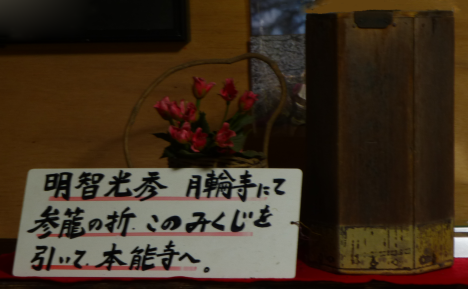 明智光彦 月輪寺にて
参籠の折、このみくじを
引いて、本能寺へ。